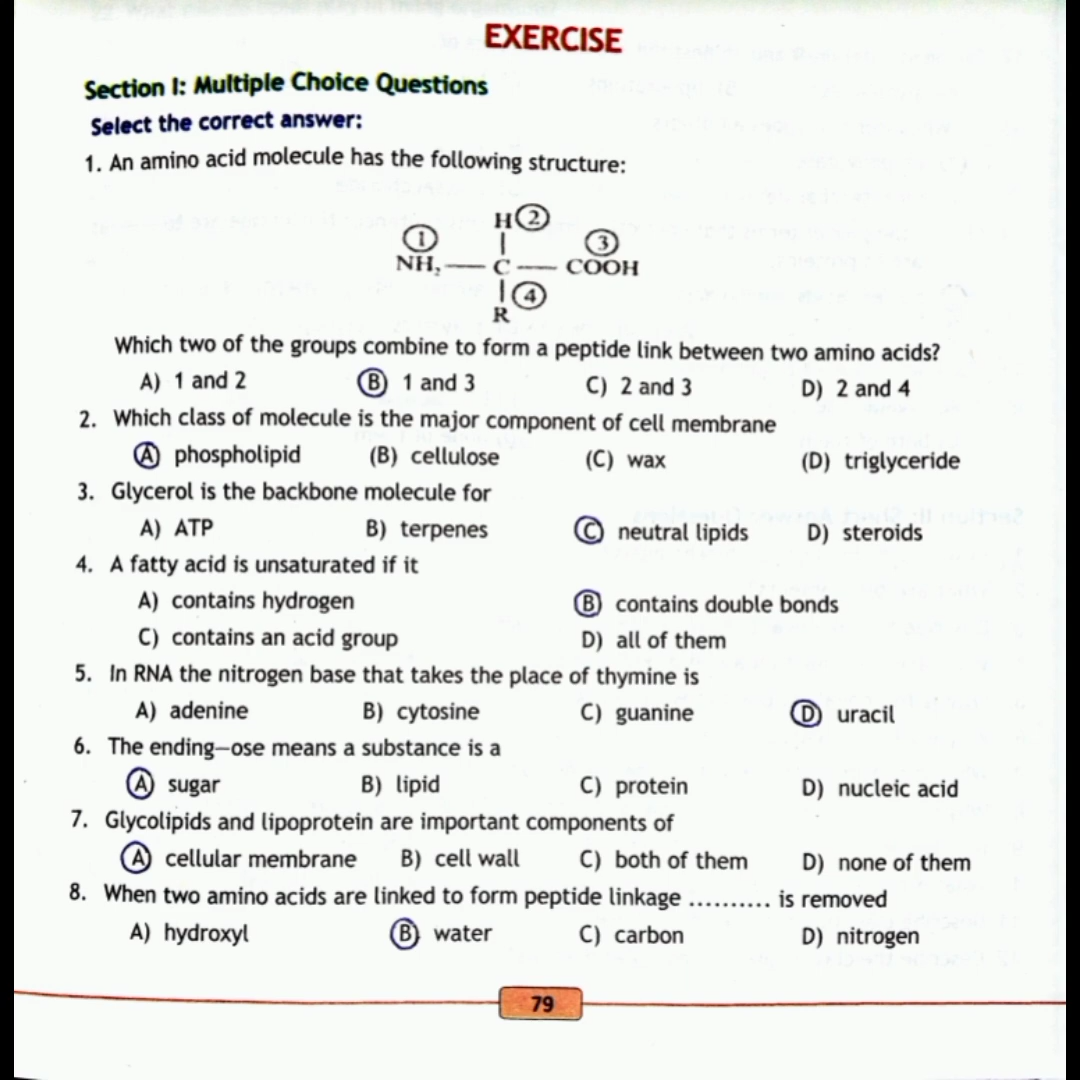 EXERCISE
Section I: Multiple Choice Questions
Select the correct answer:
1. An amino acid molecule has the following structure:
H②
① ③
NH₂ — C — COOH
④
R
Which two of the groups combine to form a peptide link between two amino acids?
A) 1 and 2 (B) 1 and 3 C) 2 and 3 D) 2 and 4
2. Which class of molecule is the major component of cell membrane
(A) phospholipid (B) cellulose (C) wax (D) triglyceride
3. Glycerol is the backbone molecule for
A) ATP B) terpenes (C) neutral lipids D) steroids
4. A fatty acid is unsaturated if it
A) contains hydrogen (B) contains double bonds
C) contains an acid group D) all of them
5. In RNA the nitrogen base that takes the place of thymine is
A) adenine B) cytosine C) guanine (D) uracil
6. The ending—ose means a substance is a
(A) sugar B) lipid C) protein D) nucleic acid
7. Glycolipids and lipoprotein are important components of
(A) cellular membrane B) cell wall C) both of them D) none of them
8. When two amino acids are linked to form peptide linkage .......... is removed
A) hydroxyl (B) water C) carbon D) nitrogen
79